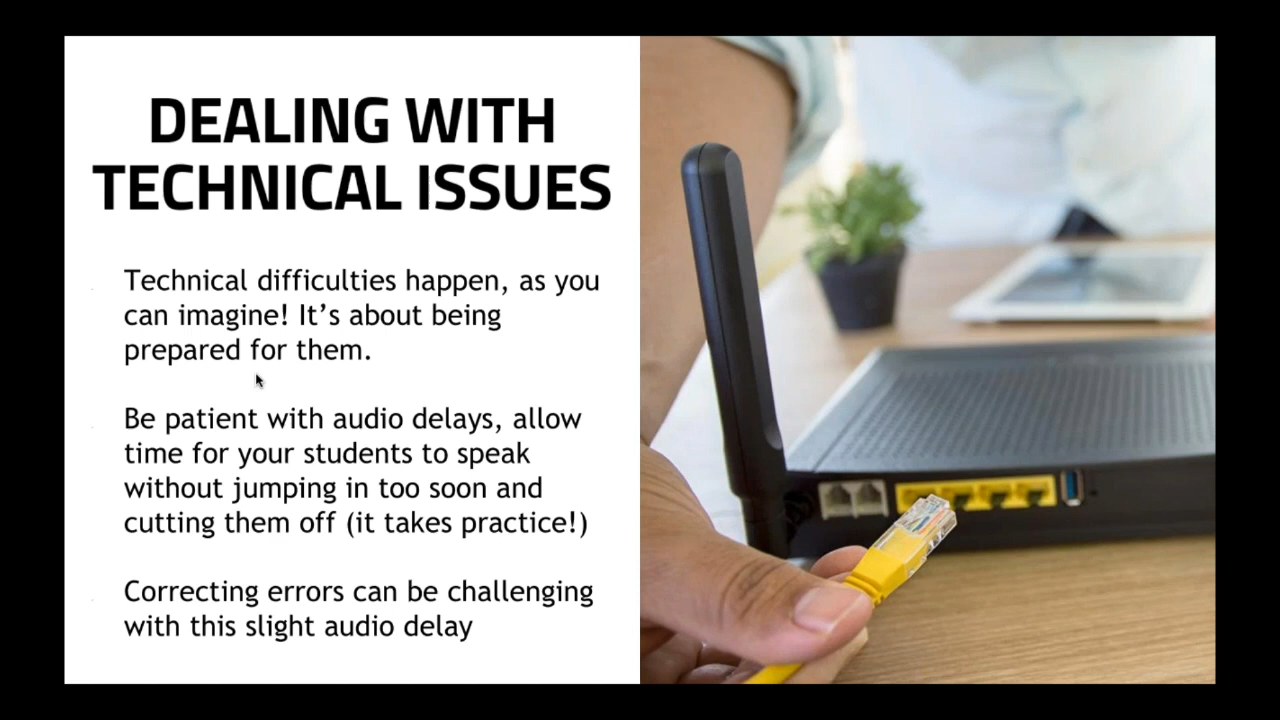 DEALING WITH
TECHNICAL ISSUES
Technical difficulties happen, as you
can imagine! It’s about being
prepared for them.
Be patient with audio delays, allow
time for your students to speak
without jumping in too soon and
cutting them off (it takes practice!)
Correcting errors can be challenging
with this slight audio delay